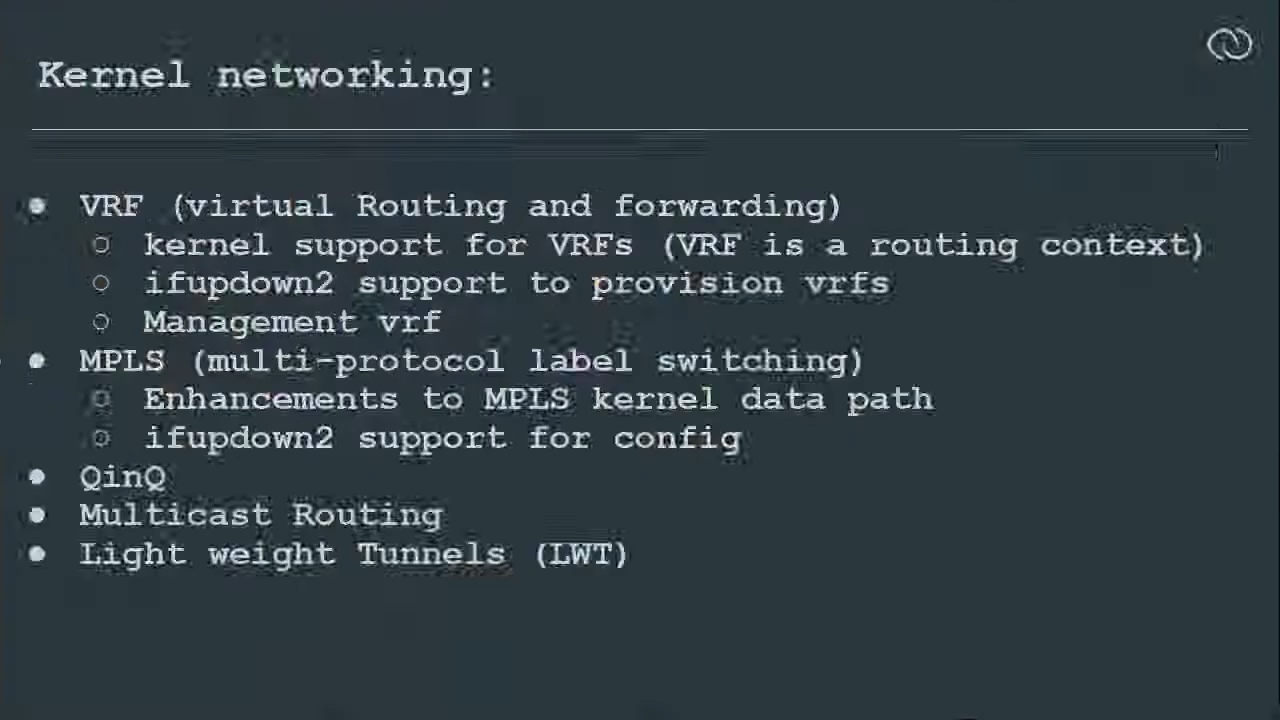 Kernel networking:
● VRF (virtual Routing and forwarding)
○ kernel support for VRFs (VRF is a routing context)
○ ifupdown2 support to provision vrfs
○ Management vrf
● MPLS (multi-protocol label switching)
○ Enhancements to MPLS kernel data path
○ ifupdown2 support for config
● QinQ
● Multicast Routing
● Light weight Tunnels (LWT)